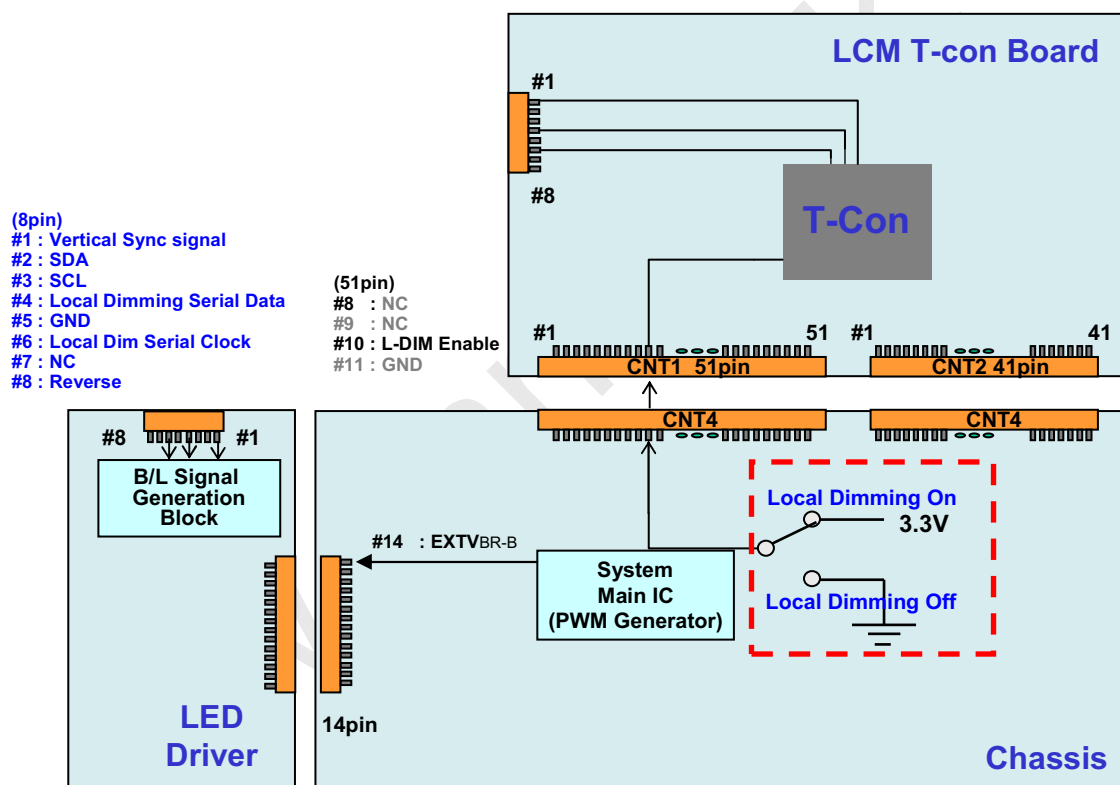 LCM T-con Board
#1
#8
T-Con
(8pin)
#1 : Vertical Sync signal
#2 : SDA
#3 : SCL
#4 : Local Dimming Serial Data
#5 : GND
#6 : Local Dim Serial Clock
#7 : NC
#8 : Reverse
(51pin)
#8 : NC
#9 : NC
#10 : L-DIM Enable
#11 : GND
#1
51
#1
41
CNT1 51pin
CNT2 41pin
CNT4
CNT4
#8
#1
B/L Signal
Generation
Block
Local Dimming On
3.3V
Local Dimming Off
#14 : EXTVBR-B
System
Main IC
(PWM Generator)
14pin
LED
Driver
Chassis